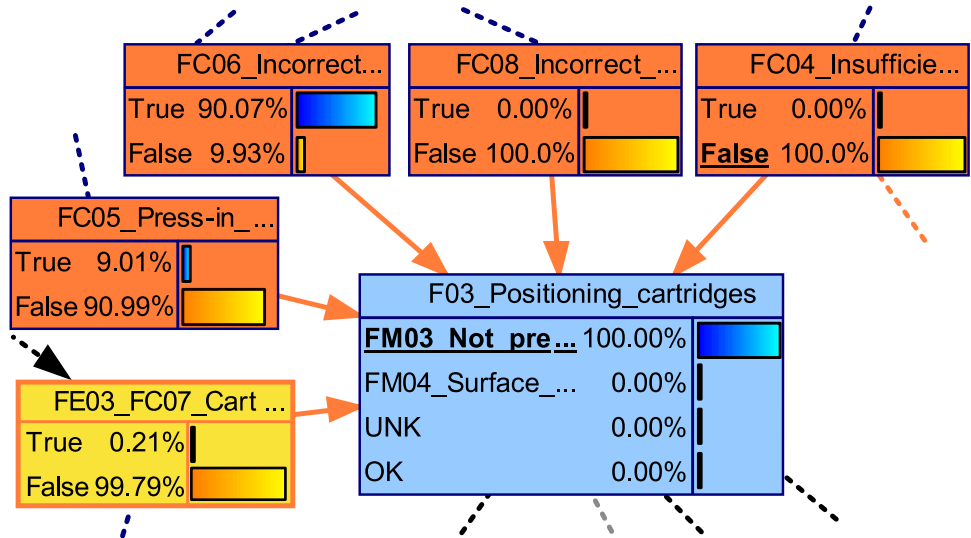 FC06_Incorrect...
True 90.07%
False 9.93%
FC08_Incorrect_...
True 0.00%
False 100.0%
FC04_Insufficie...
True 0.00%
False 100.0%
FC05_Press-in_...
True 9.01%
False 90.99%
F03_Positioning_cartridges
FM03_Not_pre... 100.00%
FM04_Surface_... 0.00%
UNK 0.00%
OK 0.00%
FE03_FC07_Cart ...
True 0.21%
False 99.79%